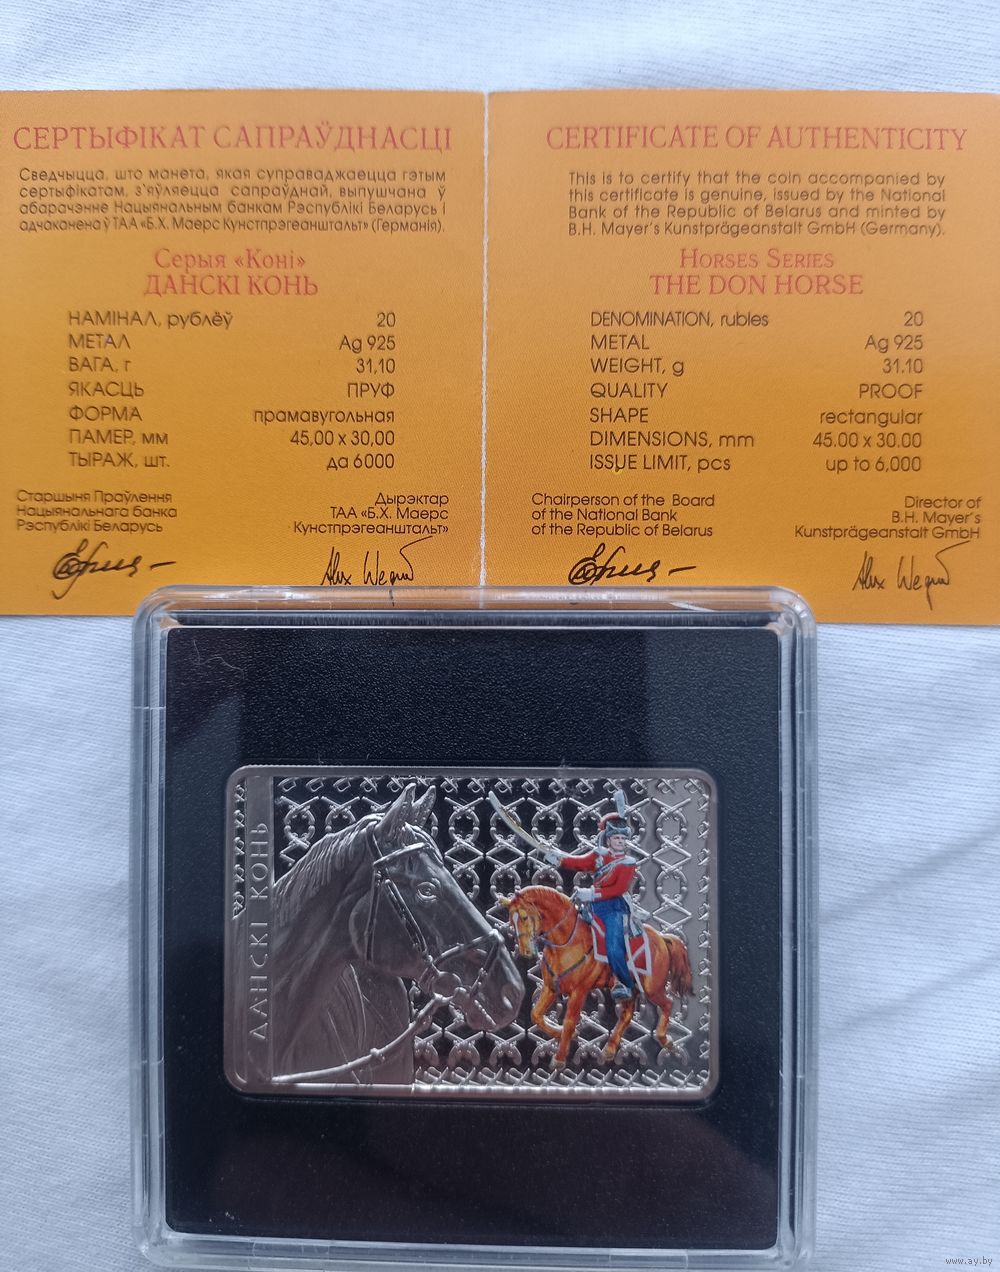 СЕРТЫФІКАТ САПРАЎДНАСЦІ
Сведчыцца, што манета, якая суправаджаецца гэтым
сертыфікатам, з'яўляецца сапраўднай, выпушчана ў
абарачэнне Нацыянальным банкам Рэспублікі Беларусь і
адчаканена ў ТАА «Б.Х. Маерс Кунстпрэгеанштальт» (Германія).
Серыя «Коні»
ДАНСКІ КОНЬ
НАМІНАЛ, рублёў 20
МЕТАЛ Ag 925
ВАГА, г 31,10
ЯКАСЦЬ ПРУФ
ФОРМА прамавугольная
ПАМЕР, мм 45,00 x 30,00
ТЫРАЖ, шт. да 6000
Старшыня Праўлення
Нацыянальнага банка
Рэспублікі Беларусь
Дырэктар
ТАА «Б.Х. Маерс
Кунстпрэгеанштальт»
CERTIFICATE OF AUTHENTICITY
This is to certify that the coin accompanied by
this certificate is genuine, issued by the National
Bank of the Republic of Belarus and minted by
B.H. Mayer's Kunstprägeanstalt GmbH (Germany).
HORSES SERIES
THE DON HORSE
DENOMINATION, rubles 20
METAL Ag 925
WEIGHT, g 31.10
QUALITY PROOF
SHAPE rectangular
DIMENSIONS, mm 45.00 x 30.00
ISSUE LIMIT, pcs up to 6,000
Chairperson of the Board
of the National Bank
of the Republic of Belarus
Director of
B.H. Mayer's
Kunstprägeanstalt GmbH
ДАНСКІ КОНЬ
www.ay.by